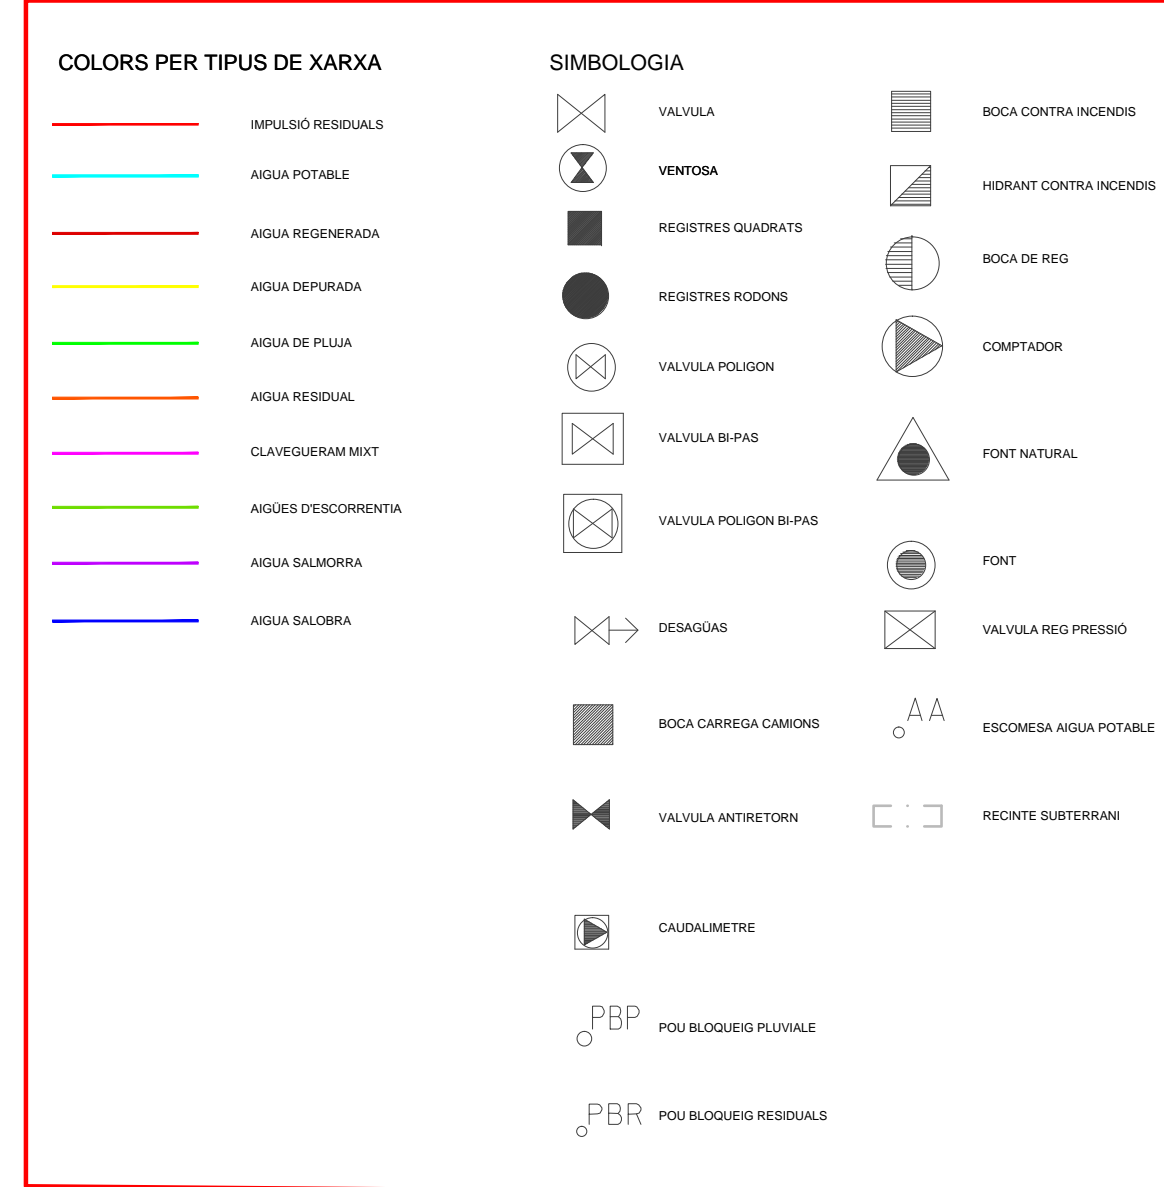 COLORS PER TIPUS DE XARXA
IMPULSIÓ RESIDUALS
AIGUA POTABLE
AIGUA REGENERADA
AIGUA DEPURADA
AIGUA DE PLUJA
AIGUA RESIDUAL
CLAVEGUERAM MIXT
AIGÜES D'ESCORRENTIA
AIGUA SALMORRA
AIGUA SALOBRA
SIMBOLOGIA
VALVULA
VENTOSA
REGISTRES QUADRATS
REGISTRES RODONS
VALVULA POLIGON
VALVULA BI-PAS
VALVULA POLIGON BI-PAS
DESAGÜAS
BOCA CARREGA CAMIONS
VALVULA ANTIRETORN
CAUDALIMETRE
PBP POU BLOQUEIG PLUVIALE
PBR POU BLOQUEIG RESIDUALS
BOCA CONTRA INCENDIS
HIDRANT CONTRA INCENDIS
BOCA DE REG
COMPTADOR
FONT NATURAL
FONT
VALVULA REG PRESSIÓ
AA ESCOMESA AIGUA POTABLE
RECINTE SUBTERRANI